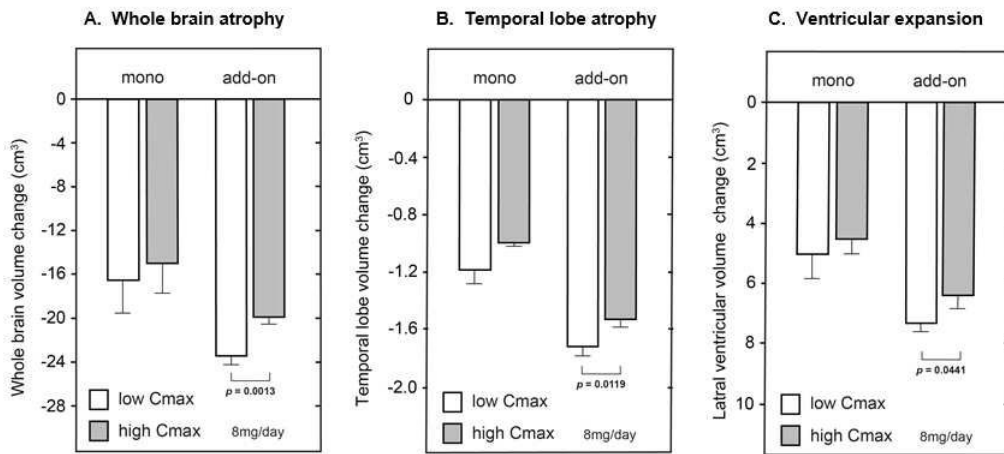 A. Whole brain atrophy
mono add-on
0
-4
-8
-12
-16
-20
-24
-28
Whole brain volume change (cm³)
p = 0.0013
low Cmax
high Cmax 8mg/day
B. Temporal lobe atrophy
mono add-on
0
-0.4
-0.8
-1.2
-1.6
-2.0
Temporal lobe volume change (cm³)
p = 0.0119
low Cmax
high Cmax 8mg/day
C. Ventricular expansion
mono add-on
0
2
4
6
8
10
Latral ventricular volume change (cm³)
p = 0.0441
low Cmax
high Cmax 8mg/day